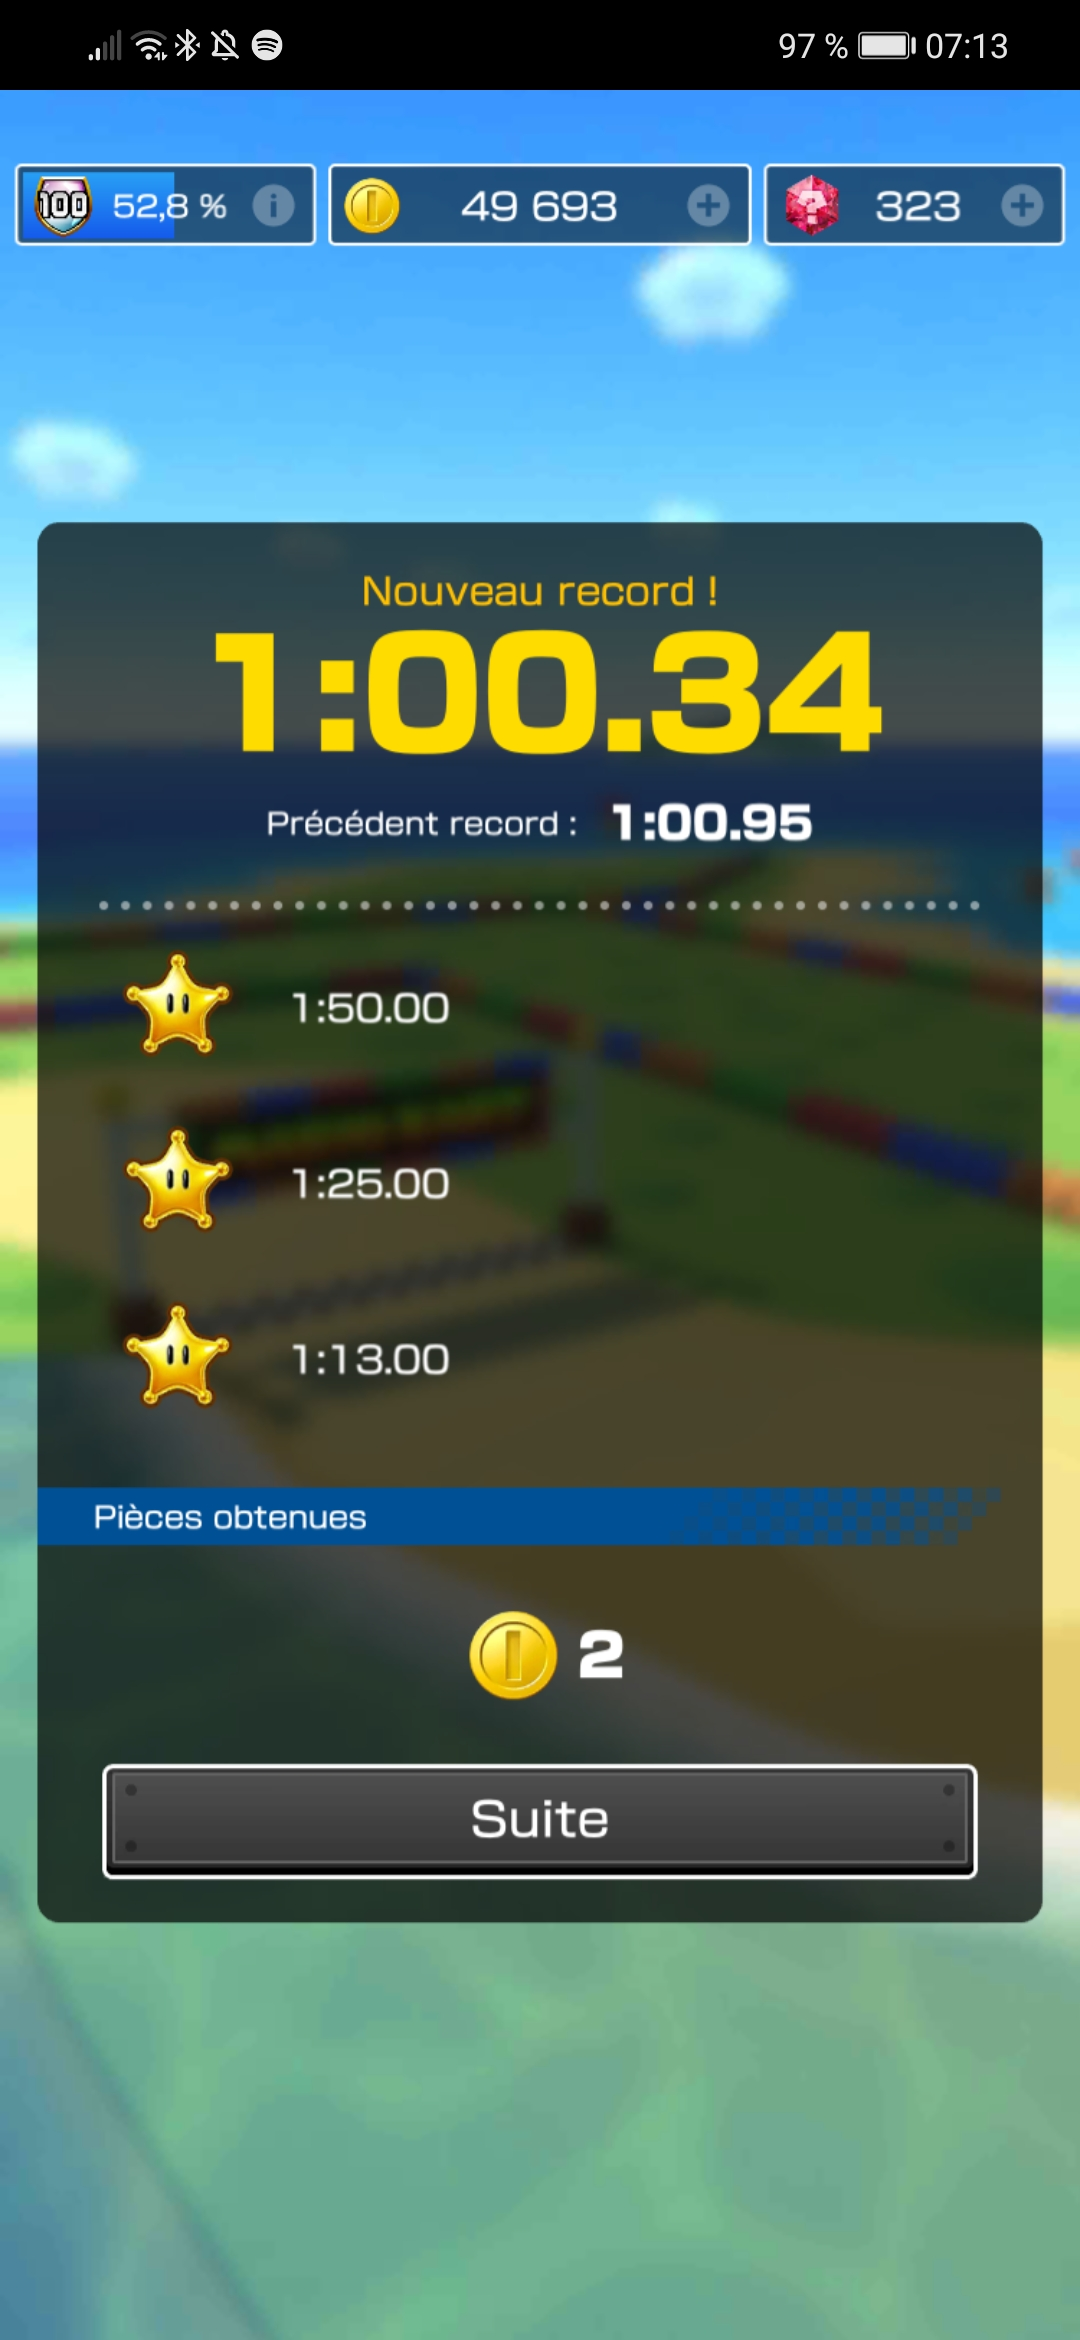 97 % 07:13
100 52,8 % i 49 693 + 323 +
Nouveau record !
1:00.34
Précédent record : 1:00.95
1:50.00
1:25.00
1:13.00
Pièces obtenues
2
Suite